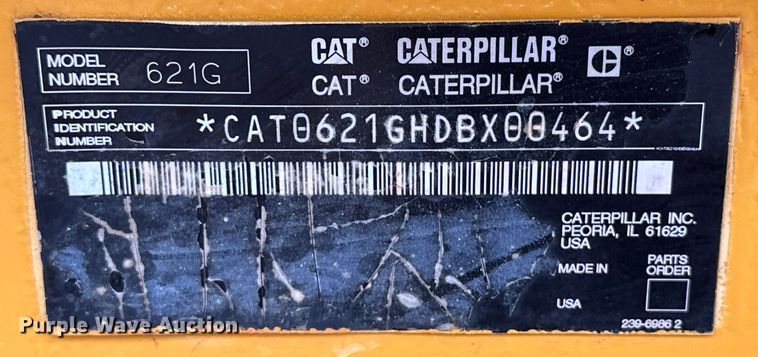 MODEL NUMBER 621G
CAT® CATERPILLAR®
CAT® CATERPILLAR®
C
PRODUCT IDENTIFICATION NUMBER *CAT0621GHDBX00464*
*CAT0621GHDBX00464*
CATERPILLAR INC.
PEORIA, IL 61629
USA
MADE IN
PARTS ORDER
USA
239-6986 2
Purple Wave Auction